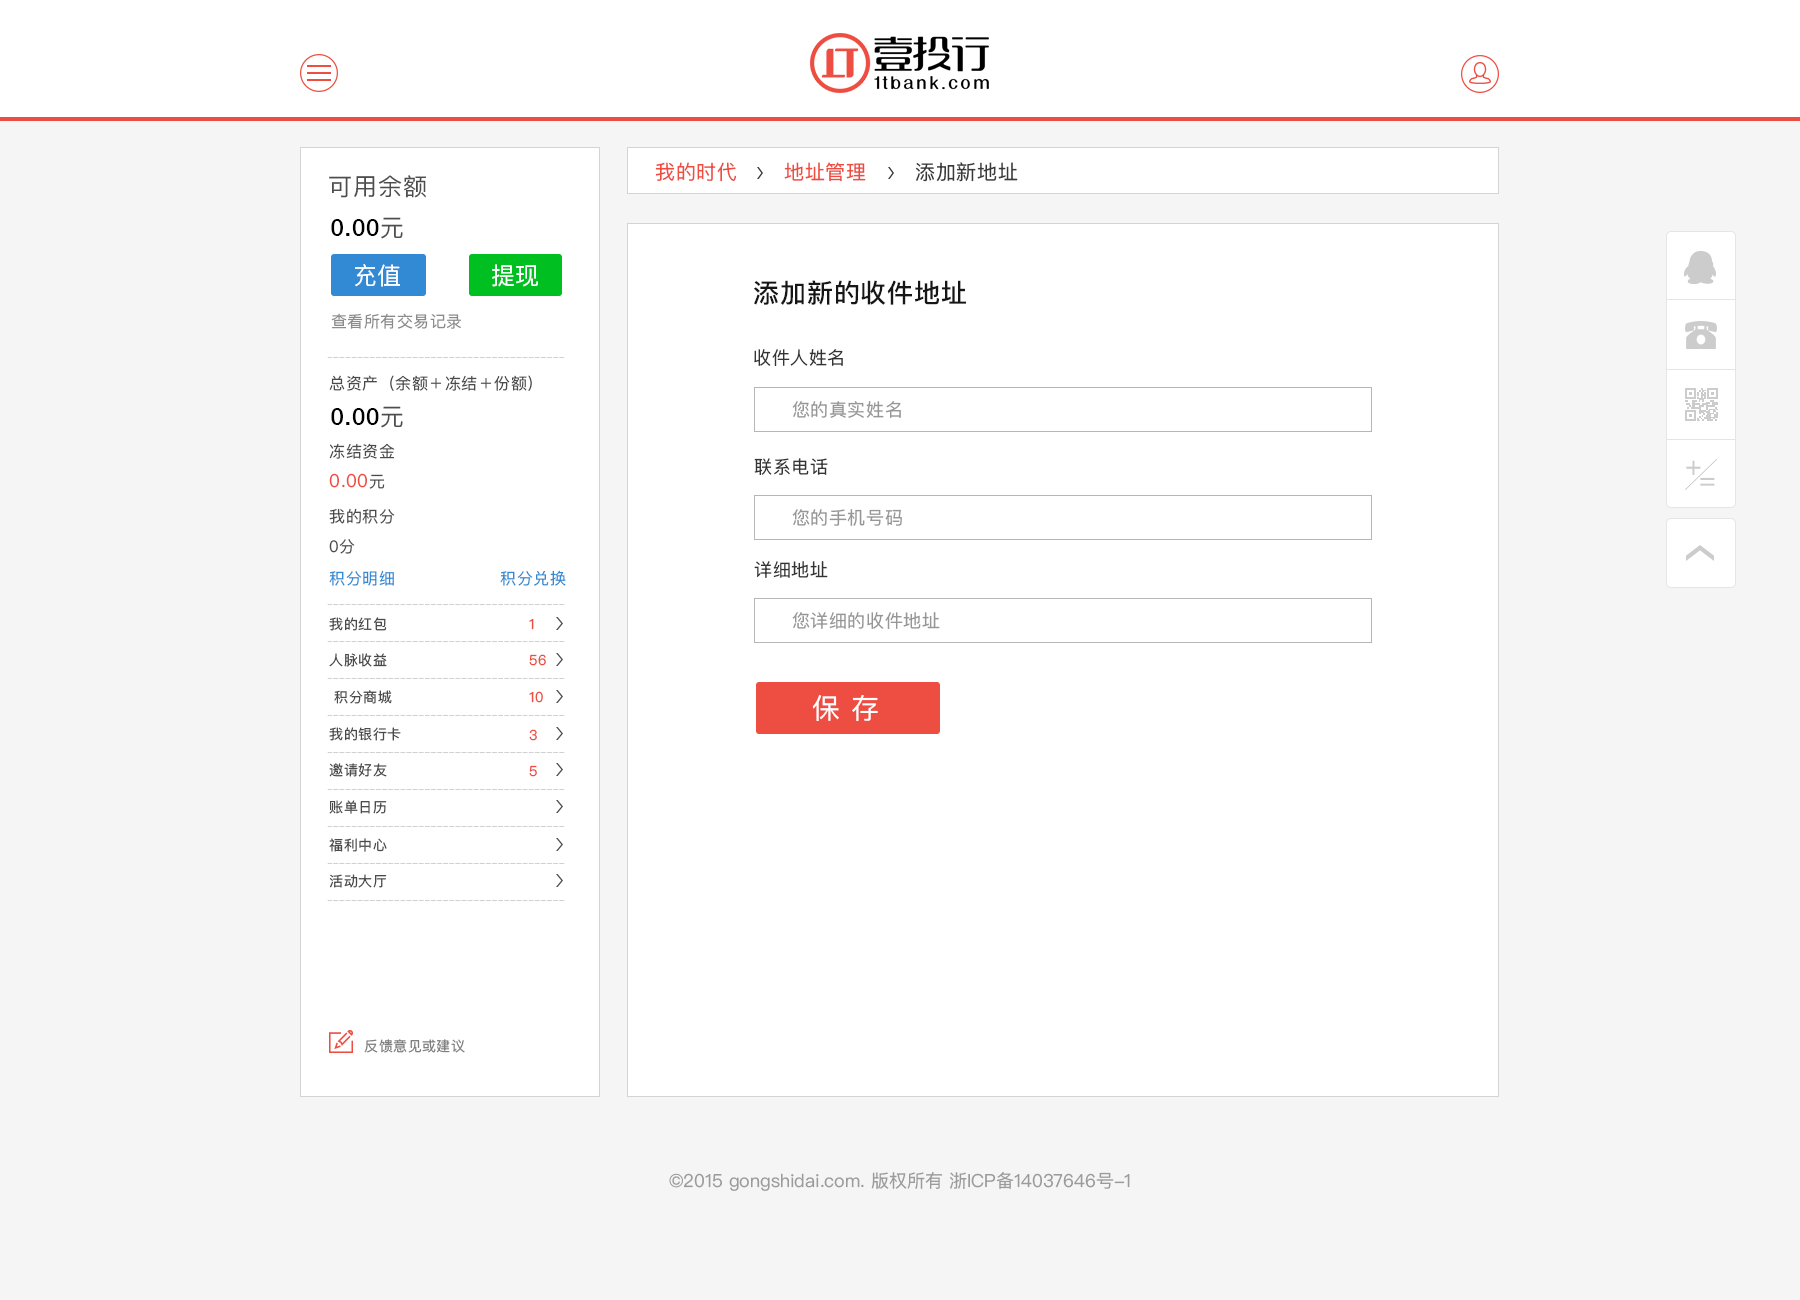 壹投行
1tbank.com
可用余额
0.00元
充值 提现
查看所有交易记录
总资产（余额+冻结+份额）
0.00元
冻结资金
0.00元
我的积分
0分
积分明细 积分兑换
我的红包 1
人脉收益 56
积分商城 10
我的银行卡 3
邀请好友 5
账单日历
福利中心
活动大厅
反馈意见或建议
我的时代 > 地址管理 > 添加新地址
添加新的收件地址
收件人姓名
您的真实姓名
联系电话
您的手机号码
详细地址
您详细的收件地址
保 存
©2015 gongshidai.com. 版权所有 浙ICP备14037646号-1